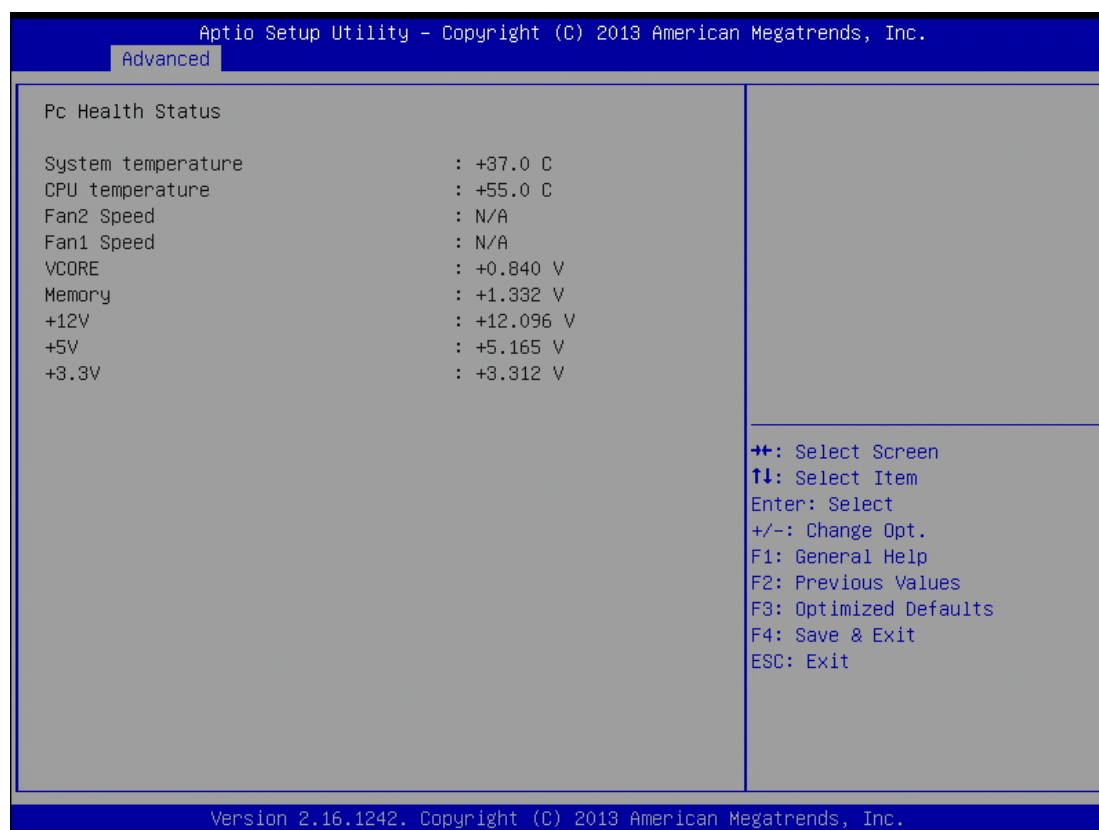 Aptio Setup Utility – Copyright (C) 2013 American Megatrends, Inc.
Advanced
Pc Health Status
System temperature : +37.0 C
CPU temperature : +55.0 C
Fan2 Speed : N/A
Fan1 Speed : N/A
VCORE : +0.840 V
Memory : +1.332 V
+12V : +12.096 V
+5V : +5.165 V
+3.3V : +3.312 V
→←: Select Screen
↑↓: Select Item
Enter: Select
+/-: Change Opt.
F1: General Help
F2: Previous Values
F3: Optimized Defaults
F4: Save & Exit
ESC: Exit
Version 2.16.1242. Copyright (C) 2013 American Megatrends, Inc.